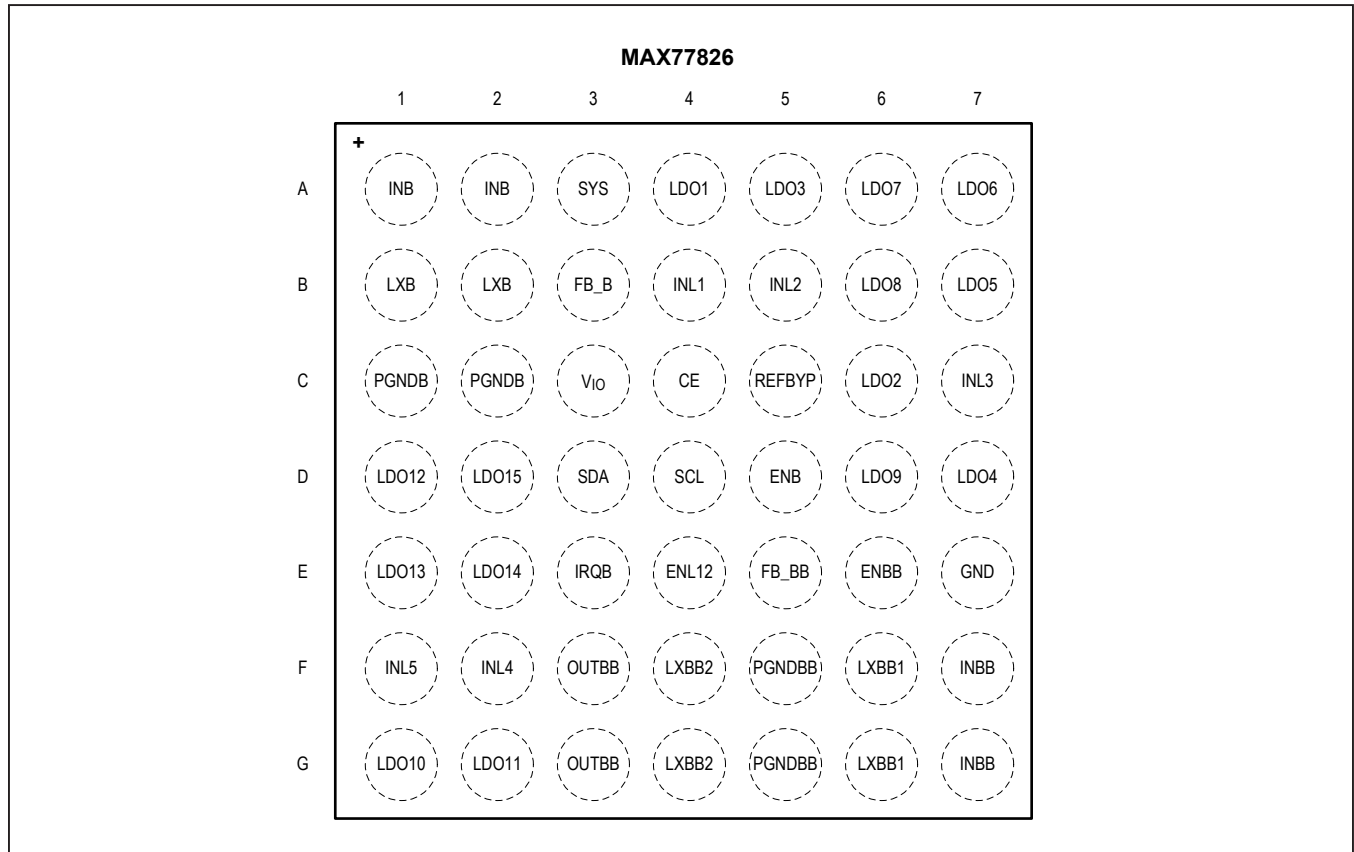 MAX77826
1 2 3 4 5 6 7
+
A INB INB SYS LDO1 LDO3 LDO7 LDO6
B LXB LXB FB_B INL1 INL2 LDO8 LDO5
C PGNDB PGNDB VIO CE REFBYP LDO2 INL3
D LDO12 LDO15 SDA SCL ENB LDO9 LDO4
E LDO13 LDO14 IRQB ENL12 FB_BB ENBB GND
F INL5 INL4 OUTBB LXBB2 PGNDBB LXBB1 INBB
G LDO10 LDO11 OUTBB LXBB2 PGNDBB LXBB1 INBB